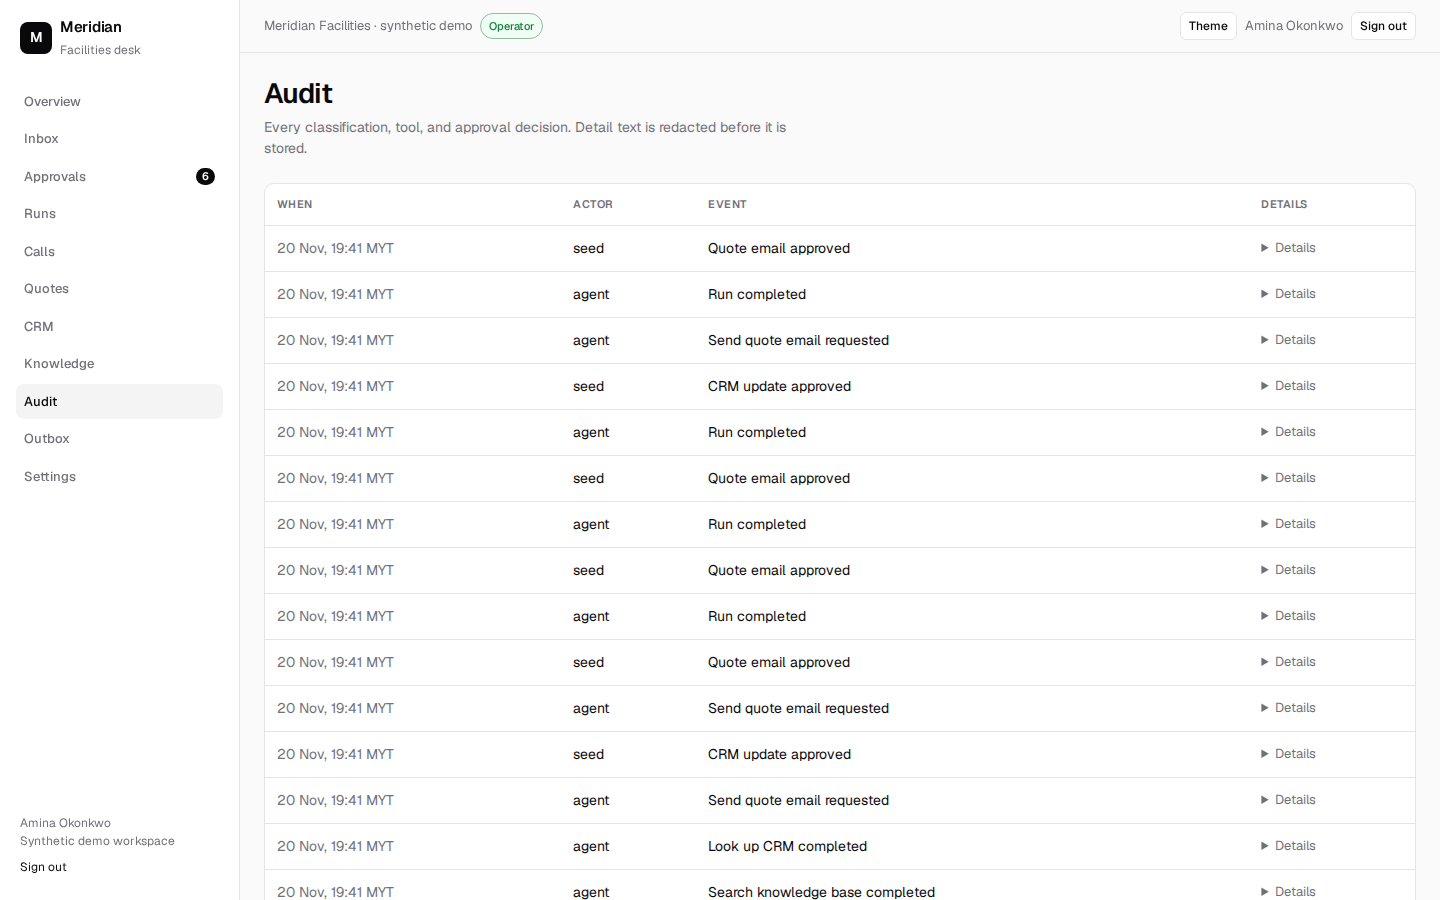 M
Meridian
Facilities desk
Overview
Inbox
Approvals 6
Runs
Calls
Quotes
CRM
Knowledge
Audit
Outbox
Settings
Amina Okonkwo
Synthetic demo workspace
Sign out
Meridian Facilities · synthetic demo Operator Theme Amina Okonkwo Sign out
Audit
Every classification, tool, and approval decision. Detail text is redacted before it is
stored.
WHEN ACTOR EVENT DETAILS
20 Nov, 19:41 MYT seed Quote email approved ▶ Details
20 Nov, 19:41 MYT agent Run completed ▶ Details
20 Nov, 19:41 MYT agent Send quote email requested ▶ Details
20 Nov, 19:41 MYT seed CRM update approved ▶ Details
20 Nov, 19:41 MYT agent Run completed ▶ Details
20 Nov, 19:41 MYT seed Quote email approved ▶ Details
20 Nov, 19:41 MYT agent Run completed ▶ Details
20 Nov, 19:41 MYT seed Quote email approved ▶ Details
20 Nov, 19:41 MYT agent Run completed ▶ Details
20 Nov, 19:41 MYT seed Quote email approved ▶ Details
20 Nov, 19:41 MYT agent Send quote email requested ▶ Details
20 Nov, 19:41 MYT seed CRM update approved ▶ Details
20 Nov, 19:41 MYT agent Send quote email requested ▶ Details
20 Nov, 19:41 MYT agent Look up CRM completed ▶ Details
20 Nov, 19:41 MYT agent Search knowledge base completed ▶ Details